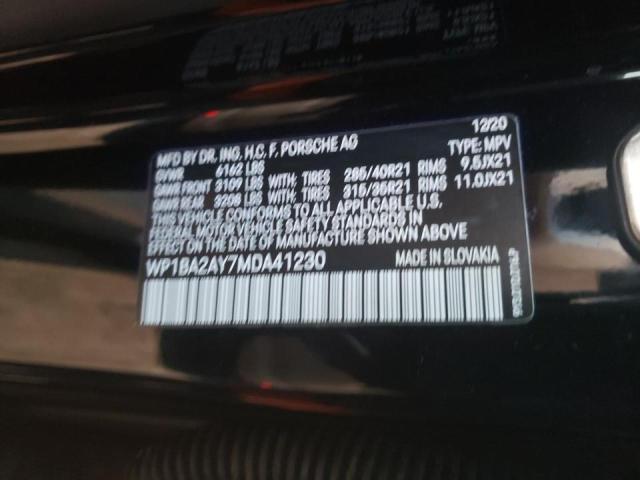 12/20
MFD BY DR. ING. H.C. F. PORSCHE AG
TYPE: MPV
GVWR 6162 LBS
GAWR FRONT 3109 LBS WITH: TIRES 285/40R21 RIMS 9.5JX21
GAWR REAR 3208 LBS WITH: TIRES 315/35R21 RIMS 11.0JX21
THIS VEHICLE CONFORMS TO ALL APPLICABLE U.S.
FEDERAL MOTOR VEHICLE SAFETY STANDARDS IN
EFFECT ON THE DATE OF MANUFACTURE
WP1BA2AY7MDA41230
MADE IN SLOVAKIA